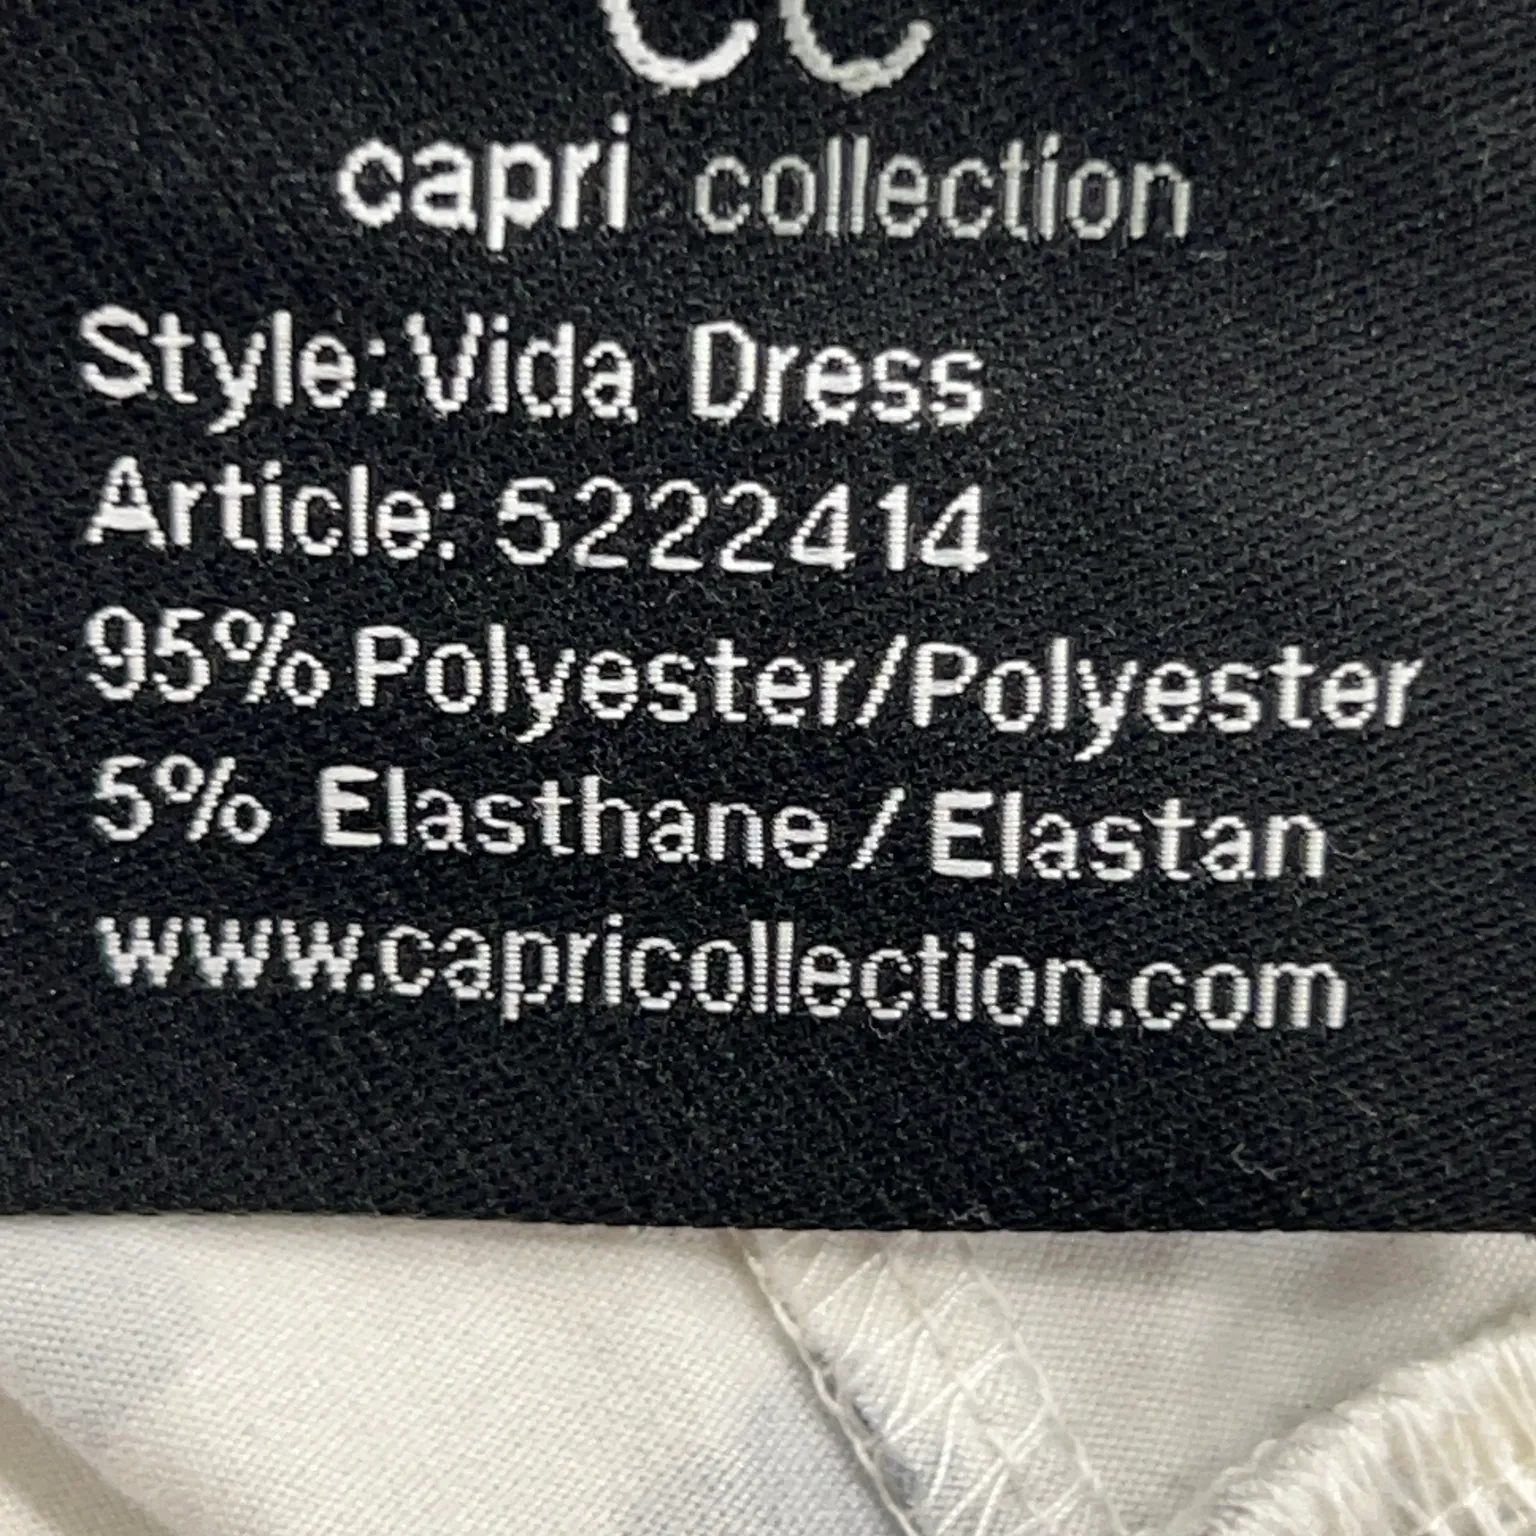 cc
capri collection
Style: Vida Dress
Article: 5222414
95% Polyester/Polyester
5% Elasthane / Elastan
www.capricollection.com